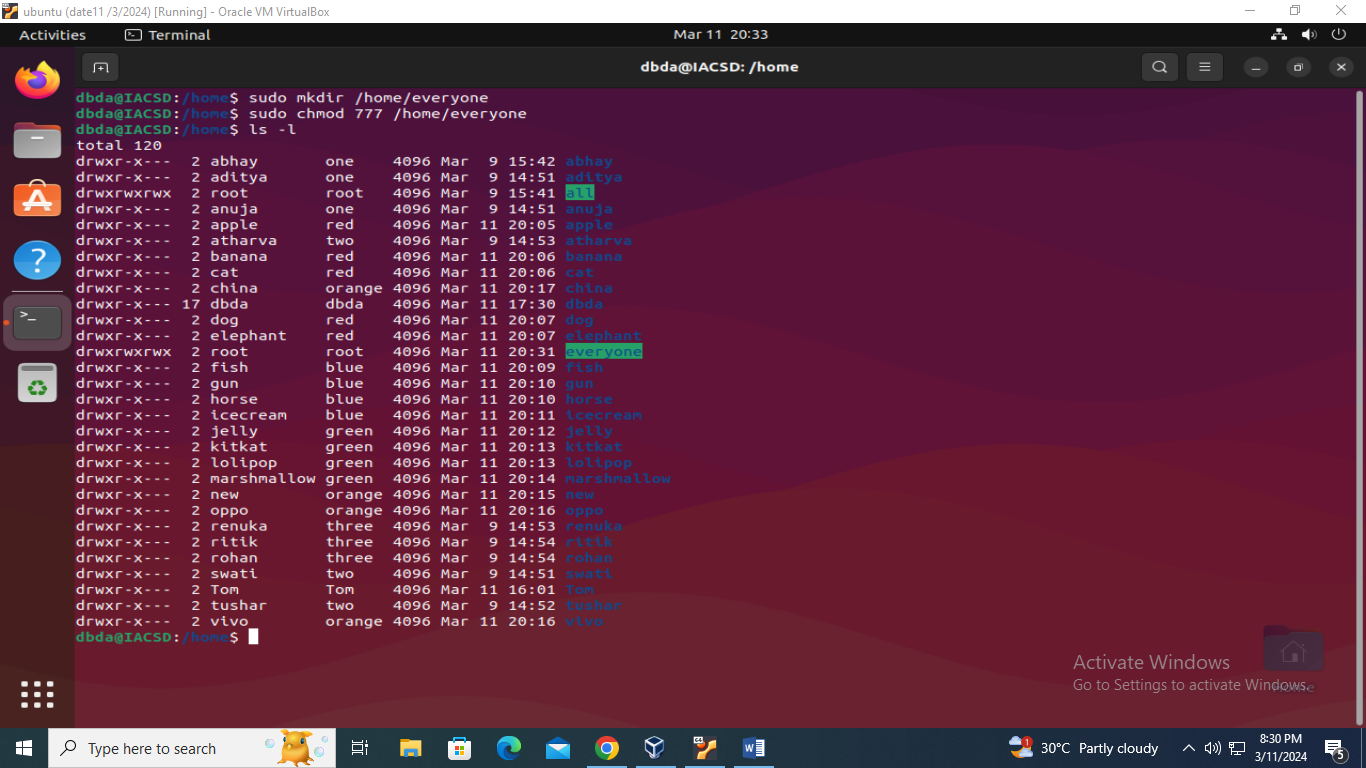 ubuntu (date11 /3/2024) [Running] - Oracle VM VirtualBox
Activities Terminal Mar 11 20:33
dbda@IACSD: /home
dbda@IACSD:/home$ sudo mkdir /home/everyone
dbda@IACSD:/home$ sudo chmod 777 /home/everyone
dbda@IACSD:/home$ ls -l
total 120
drwxr-x--- 2 abhay one 4096 Mar 9 15:42 abhay
drwxr-x--- 2 aditya one 4096 Mar 9 14:51 aditya
drwxrwxrwx 2 root root 4096 Mar 9 15:41 all
drwxr-x--- 2 anuja one 4096 Mar 9 14:51 anuja
drwxr-x--- 2 apple red 4096 Mar 11 20:05 apple
drwxr-x--- 2 atharva two 4096 Mar 9 14:53 atharva
drwxr-x--- 2 banana red 4096 Mar 11 20:06 banana
drwxr-x--- 2 cat red 4096 Mar 11 20:06 cat
drwxr-x--- 2 china orange 4096 Mar 11 20:17 china
drwxr-x--- 17 dbda dbda 4096 Mar 11 17:30 dbda
drwxr-x--- 2 dog red 4096 Mar 11 20:07 dog
drwxr-x--- 2 elephant red 4096 Mar 11 20:07 elephant
drwxrwxrwx 2 root root 4096 Mar 11 20:31 everyone
drwxr-x--- 2 fish blue 4096 Mar 11 20:09 fish
drwxr-x--- 2 gun blue 4096 Mar 11 20:10 gun
drwxr-x--- 2 horse blue 4096 Mar 11 20:10 horse
drwxr-x--- 2 icecream blue 4096 Mar 11 20:11 icecream
drwxr-x--- 2 jelly green 4096 Mar 11 20:12 jelly
drwxr-x--- 2 kitkat green 4096 Mar 11 20:13 kitkat
drwxr-x--- 2 lolipop green 4096 Mar 11 20:13 lolipop
drwxr-x--- 2 marshmallow green 4096 Mar 11 20:14 marshmallow
drwxr-x--- 2 new orange 4096 Mar 11 20:15 new
drwxr-x--- 2 oppo orange 4096 Mar 11 20:16 oppo
drwxr-x--- 2 renuka three 4096 Mar 9 14:53 renuka
drwxr-x--- 2 ritik three 4096 Mar 9 14:54 ritik
drwxr-x--- 2 rohan three 4096 Mar 9 14:54 rohan
drwxr-x--- 2 swati two 4096 Mar 9 14:51 swati
drwxr-x--- 2 Tom Tom 4096 Mar 11 16:01 Tom
drwxr-x--- 2 tushar two 4096 Mar 9 14:52 tushar
drwxr-x--- 2 vivo orange 4096 Mar 11 20:16 vivo
dbda@IACSD:/home$
Activate Windows
Go to Settings to activate Windows.
Home
Type here to search
1
30°C Partly cloudy
8:30 PM
3/11/2024
5